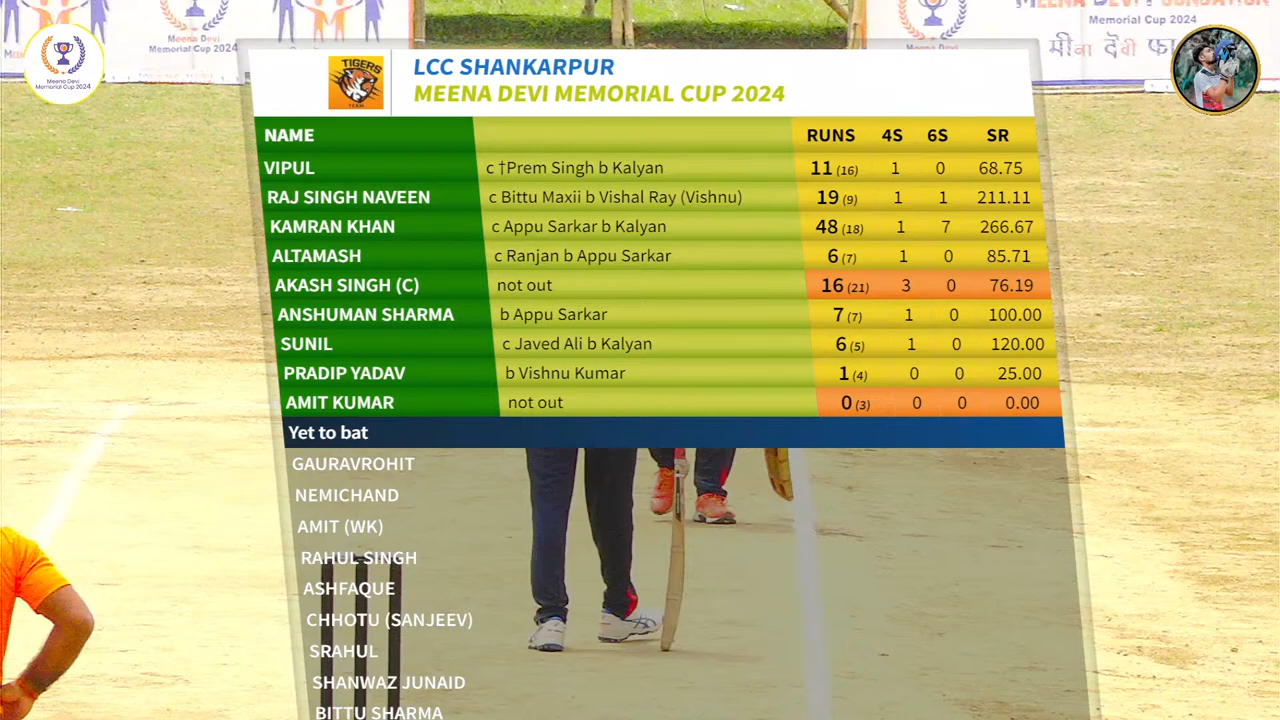 Meena Devi
Memorial Cup 2024
MEENA DEVI FOUNDATION
Memorial Cup 2024
Meena Devi
Memorial Cup 2024
TIGERS
TEAM
LCC SHANKARPUR
MEENA DEVI MEMORIAL CUP 2024
NAME RUNS 4S 6S SR
VIPUL c †Prem Singh b Kalyan 11 (16) 1 0 68.75
RAJ SINGH NAVEEN c Bittu Maxii b Vishal Ray (Vishnu) 19 (9) 1 1 211.11
KAMRAN KHAN c Appu Sarkar b Kalyan 48 (18) 1 7 266.67
ALTAMASH c Ranjan b Appu Sarkar 6 (7) 1 0 85.71
AKASH SINGH (C) not out 16 (21) 3 0 76.19
ANSHUMAN SHARMA b Appu Sarkar 7 (7) 1 0 100.00
SUNIL c Javed Ali b Kalyan 6 (5) 1 0 120.00
PRADIP YADAV b Vishnu Kumar 1 (4) 0 0 25.00
AMIT KUMAR not out 0 (3) 0 0 0.00
Yet to bat
GAURAVROHIT
NEMICHAND
AMIT (WK)
RAHUL SINGH
ASHFAQUE
CHHOTU (SANJEEV)
SRAHUL
SHANWAZ JUNAID
BITTU SHARMA